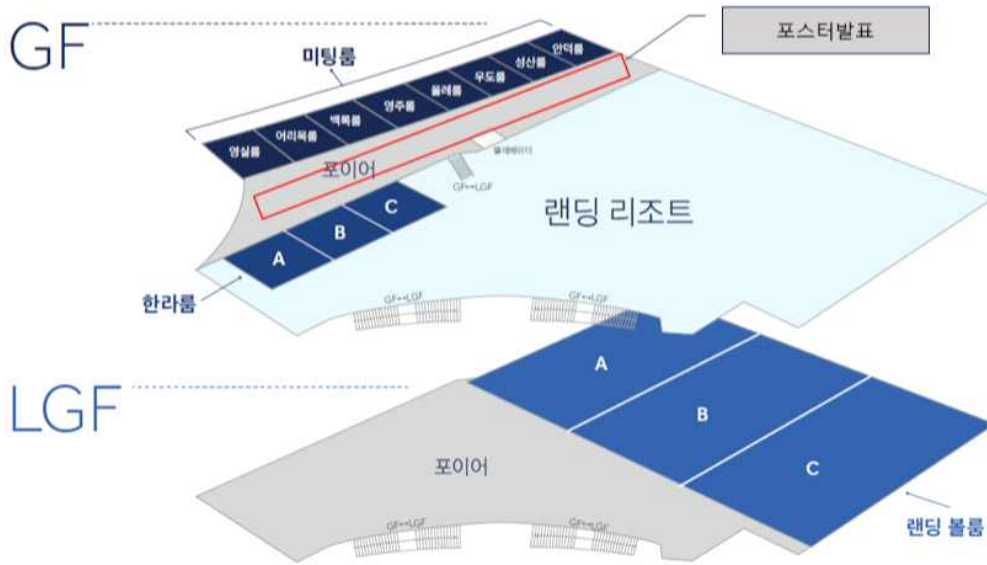 GF
포스터발표
미팅룸
안덕룸
성산룸
우도룸
올레룸
영주룸
백록룸
어리목룸
영실룸
포이어
엘레베이터
GF↔LGF
C
B
A
한라룸
랜딩 리조트
GF↔LGF
GF↔LGF
LGF
A
B
C
포이어
랜딩 볼룸
GF↔LGF
GF↔LGF